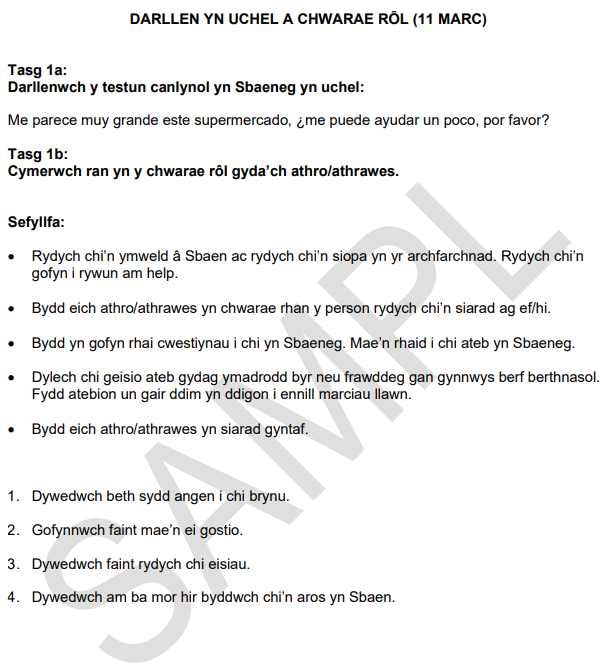 DARLLEN YN UCHEL A CHWARAE RÔL (11 MARC)
Tasg 1a:
Darllenwch y testun canlynol yn Sbaeneg yn uchel:
Me parece muy grande este supermercado, ¿me puede ayudar un poco, por favor?
Tasg 1b:
Cymerwch ran yn y chwarae rôl gyda'ch athro/athrawes.
Sefyllfa:
• Rydych chi'n ymweld â Sbaen ac rydych chi'n siopa yn yr archfarchnad. Rydych chi'n
gofyn i rywun am help.
• Bydd eich athro/athrawes yn chwarae rhan y person rydych chi'n siarad ag ef/hi.
• Bydd yn gofyn rhai cwestiynau i chi yn Sbaeneg. Mae'n rhaid i chi ateb yn Sbaeneg.
• Dylech chi geisio ateb gydag ymadrodd byr neu frawddeg gan gynnwys berf berthnasol.
Fydd atebion un gair ddim yn ddigon i ennill marciau llawn.
• Bydd eich athro/athrawes yn siarad gyntaf.
1. Dywedwch beth sydd angen i chi brynu.
2. Gofynnwch faint mae'n ei gostio.
3. Dywedwch faint rydych chi eisiau.
4. Dywedwch am ba mor hir byddwch chi'n aros yn Sbaen.
SAMPL